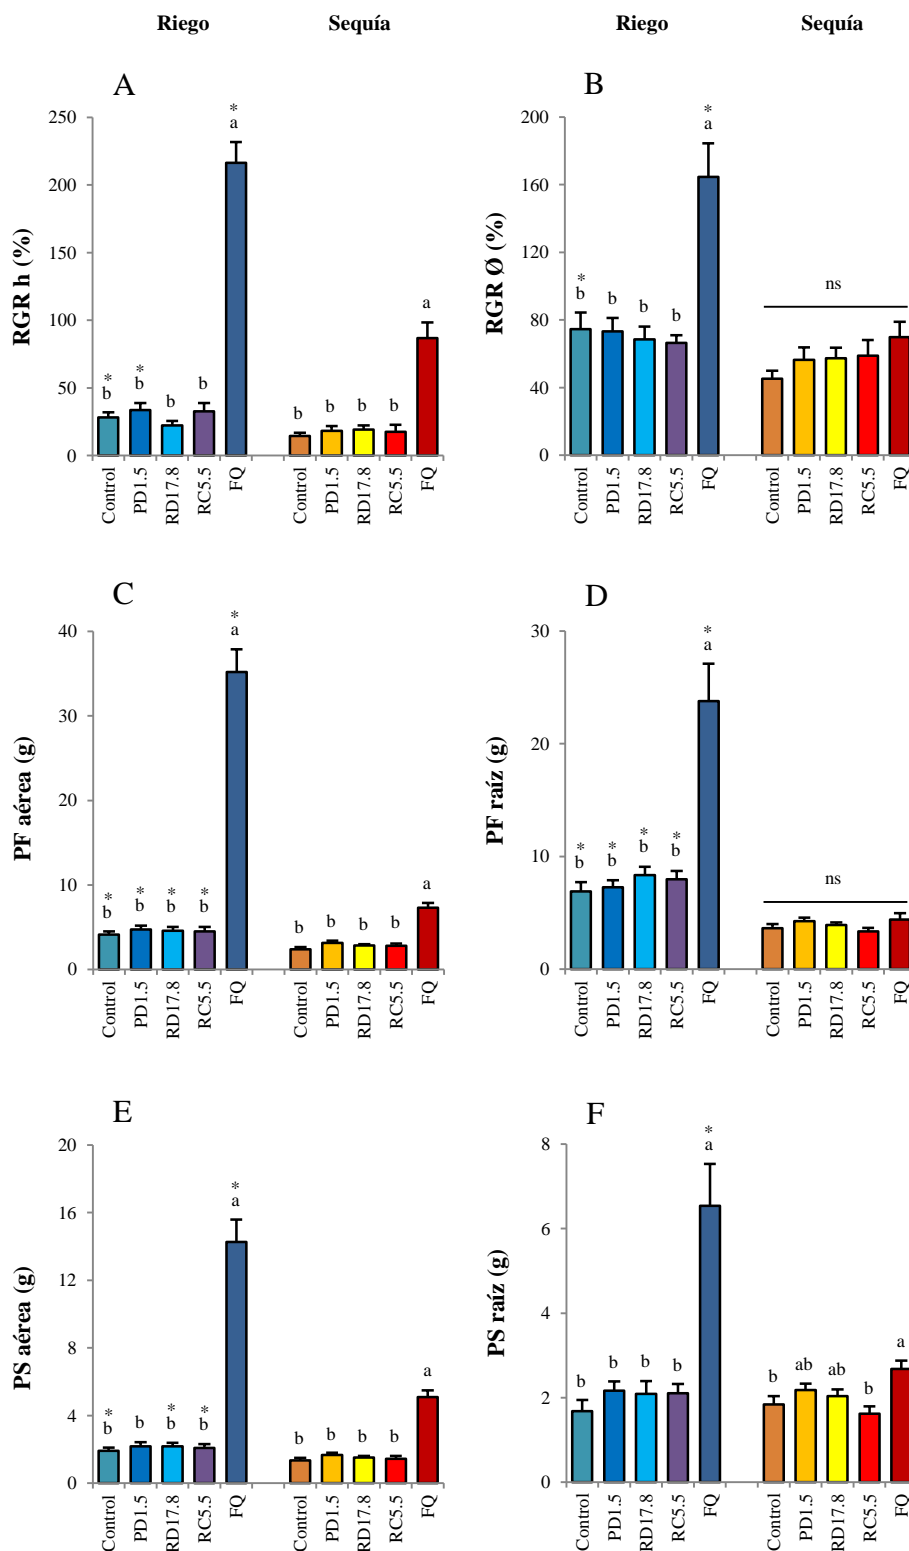 Riego Sequía Riego Sequía
A
RGR h (%)
250
200
150
100
50
0
* b
* b
b
b
* a
b
b
b
b
a
Control PD1.5 RD17.8 RC5.5 FQ Control PD1.5 RD17.8 RC5.5 FQ
B
RGR Ø (%)
200
160
120
80
40
0
* b
b
b
b
* a
ns
Control PD1.5 RD17.8 RC5.5 FQ Control PD1.5 RD17.8 RC5.5 FQ
C
PF aérea (g)
40
30
20
10
0
* b
* b
* b
* b
* a
b
b
b
b
a
Control PD1.5 RD17.8 RC5.5 FQ Control PD1.5 RD17.8 RC5.5 FQ
D
PF raíz (g)
30
20
10
0
* b
* b
* b
* b
* a
ns
Control PD1.5 RD17.8 RC5.5 FQ Control PD1.5 RD17.8 RC5.5 FQ
E
PS aérea (g)
20
16
12
8
4
0
* b
b
* b
* b
* a
b
b
b
b
a
Control PD1.5 RD17.8 RC5.5 FQ Control PD1.5 RD17.8 RC5.5 FQ
F
PS raíz (g)
8
6
4
2
0
b
b
b
b
* a
b
ab
ab
b
a
Control PD1.5 RD17.8 RC5.5 FQ Control PD1.5 RD17.8 RC5.5 FQ